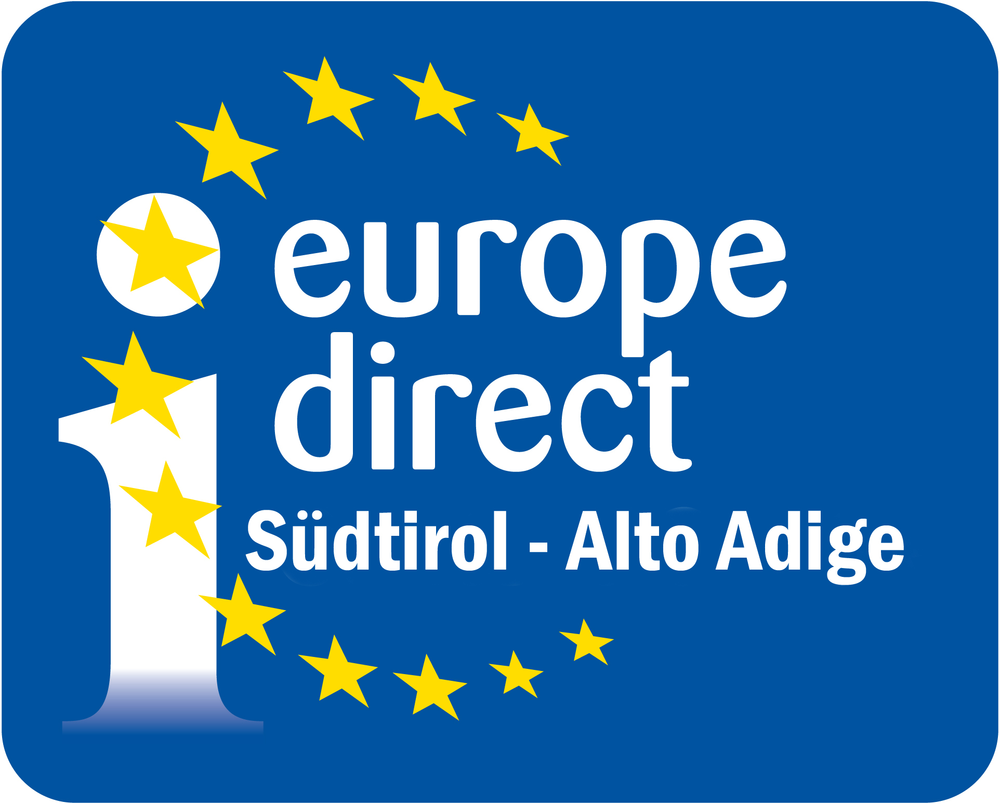 i
europe
direct
Südtirol - Alto Adige